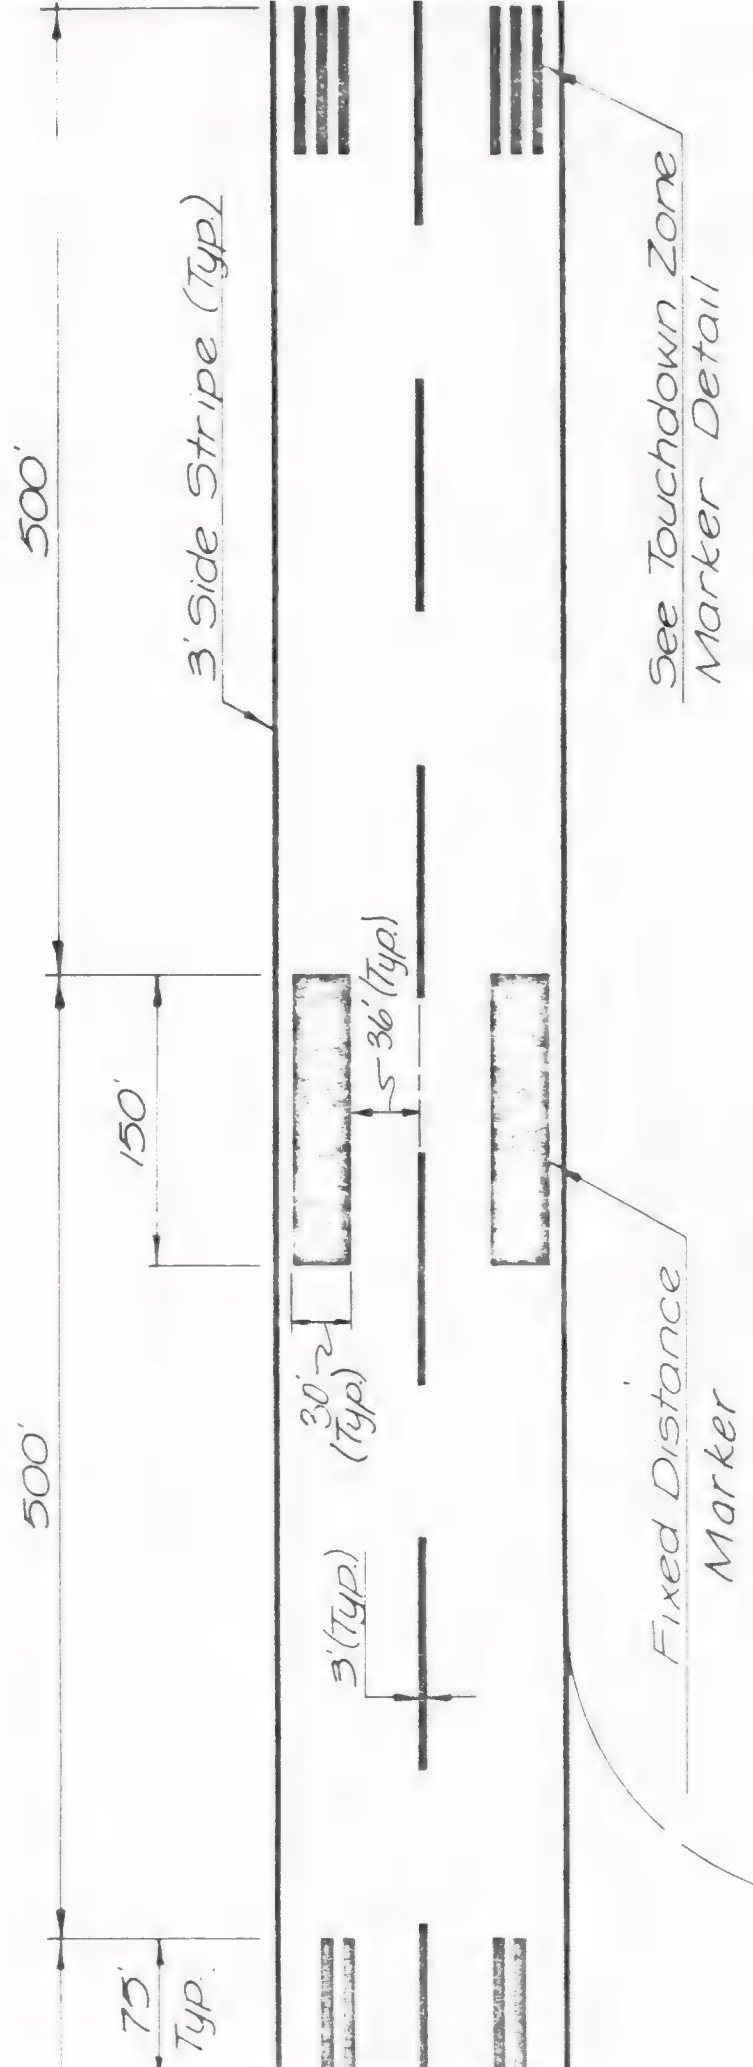 500'
3' Side Stripe (Typ.)
See Touchdown Zone
Marker Detail
36' (Typ.)
150'
30'
(Typ.)
500'
3' (Typ.)
Fixed Distance
Marker
75'
Typ.